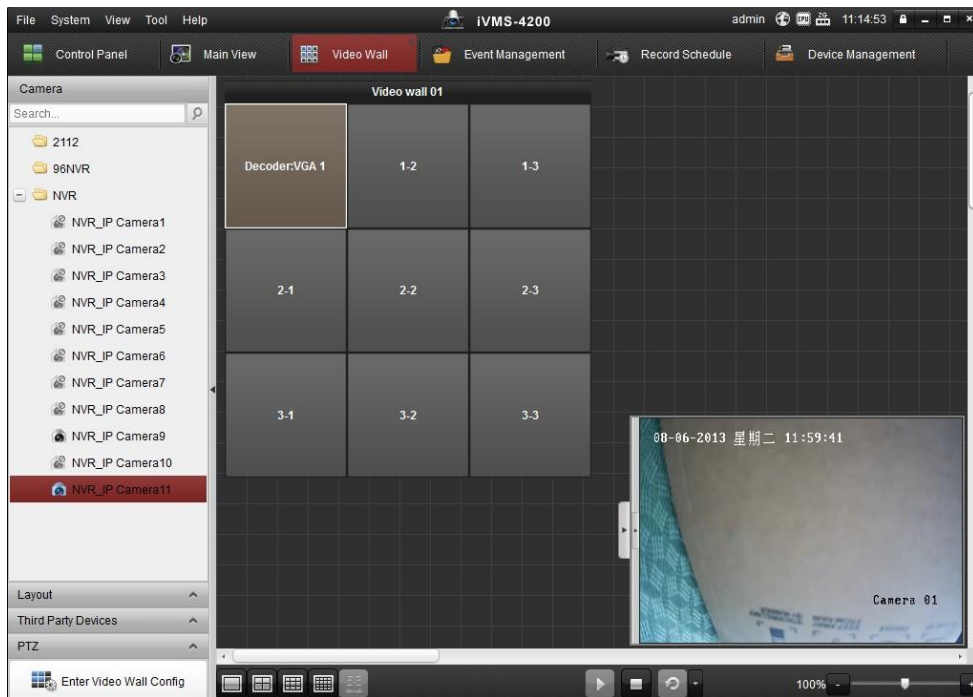 File System View Tool Help
iVMS-4200
admin
11:14:53
Control Panel
Main View
Video Wall
Event Management
Record Schedule
Device Management
Camera
Search...
2112
96NVR
NVR
NVR_IP Camera1
NVR_IP Camera2
NVR_IP Camera3
NVR_IP Camera4
NVR_IP Camera5
NVR_IP Camera6
NVR_IP Camera7
NVR_IP Camera8
NVR_IP Camera9
NVR_IP Camera10
NVR_IP Camera11
Layout
Third Party Devices
PTZ
Enter Video Wall Config
Video wall 01
Decoder:VGA 1
1-2
1-3
2-1
2-2
2-3
3-1
3-2
3-3
08-06-2013 星期二 11:59:41
Camera 01
100%